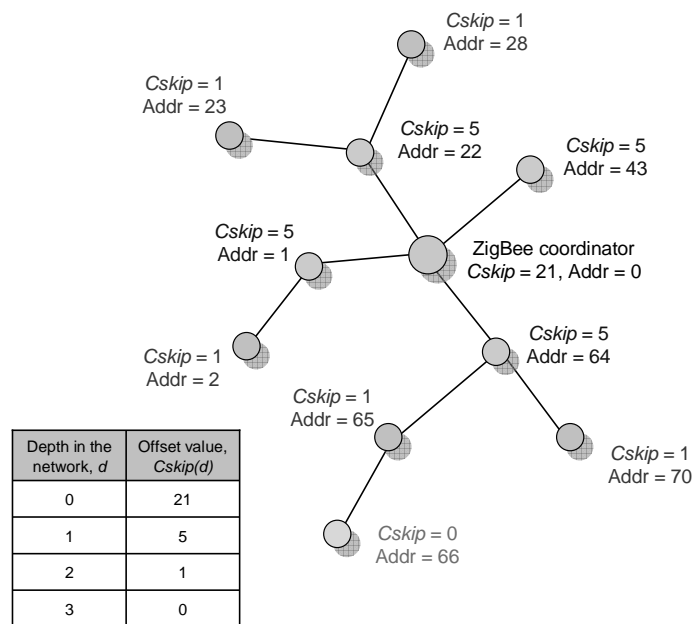 Cskip = 1
Addr = 28
Cskip = 1
Addr = 23
Cskip = 5
Addr = 22
Cskip = 5
Addr = 43
Cskip = 5
Addr = 1
ZigBee coordinator
Cskip = 21, Addr = 0
Cskip = 1
Addr = 2
Cskip = 5
Addr = 64
Cskip = 1
Addr = 65
Cskip = 1
Addr = 70
Cskip = 0
Addr = 66
Depth in the network, d
Offset value, Cskip(d)
0 21
1 5
2 1
3 0